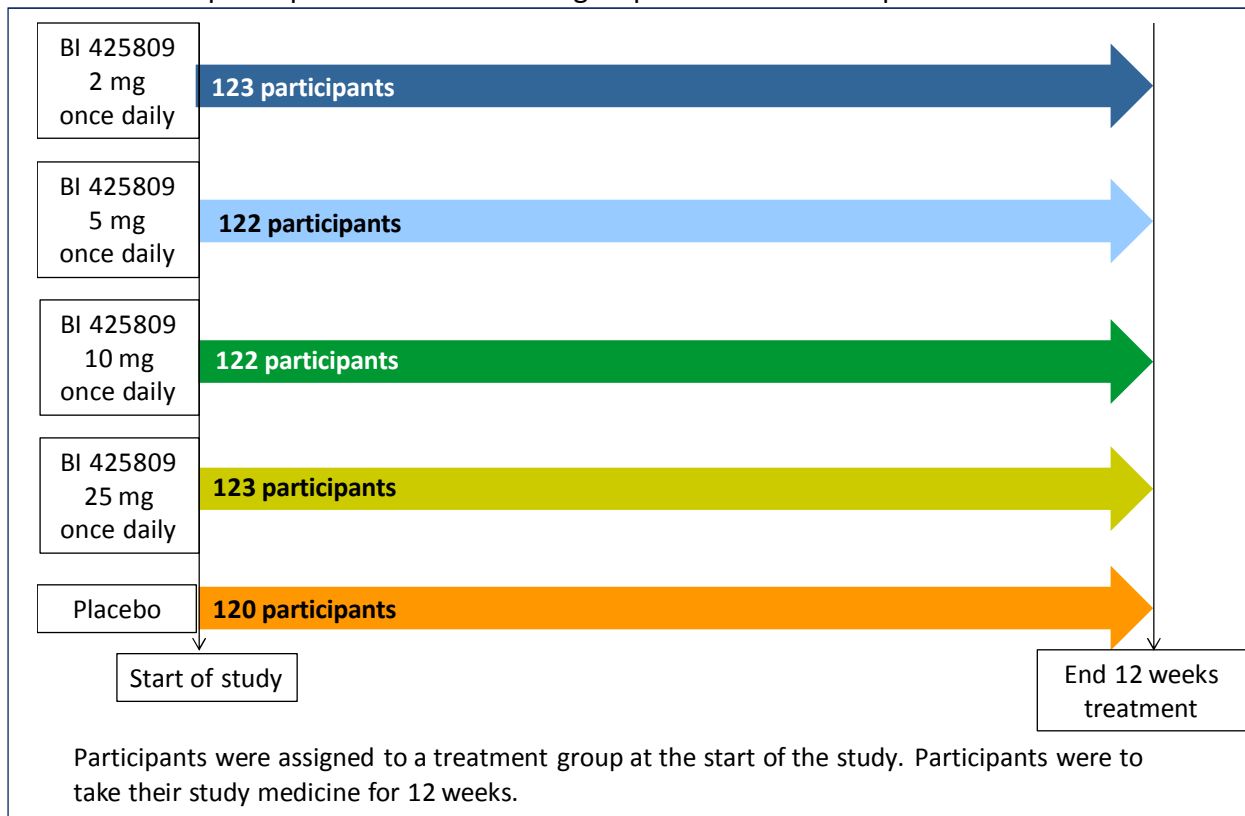 BI 425809
2 mg
once daily
123 participants
BI 425809
5 mg
once daily
122 participants
BI 425809
10 mg
once daily
122 participants
BI 425809
25 mg
once daily
123 participants
Placebo
120 participants
Start of study
End 12 weeks
treatment
Participants were assigned to a treatment group at the start of the study. Participants were to
take their study medicine for 12 weeks.